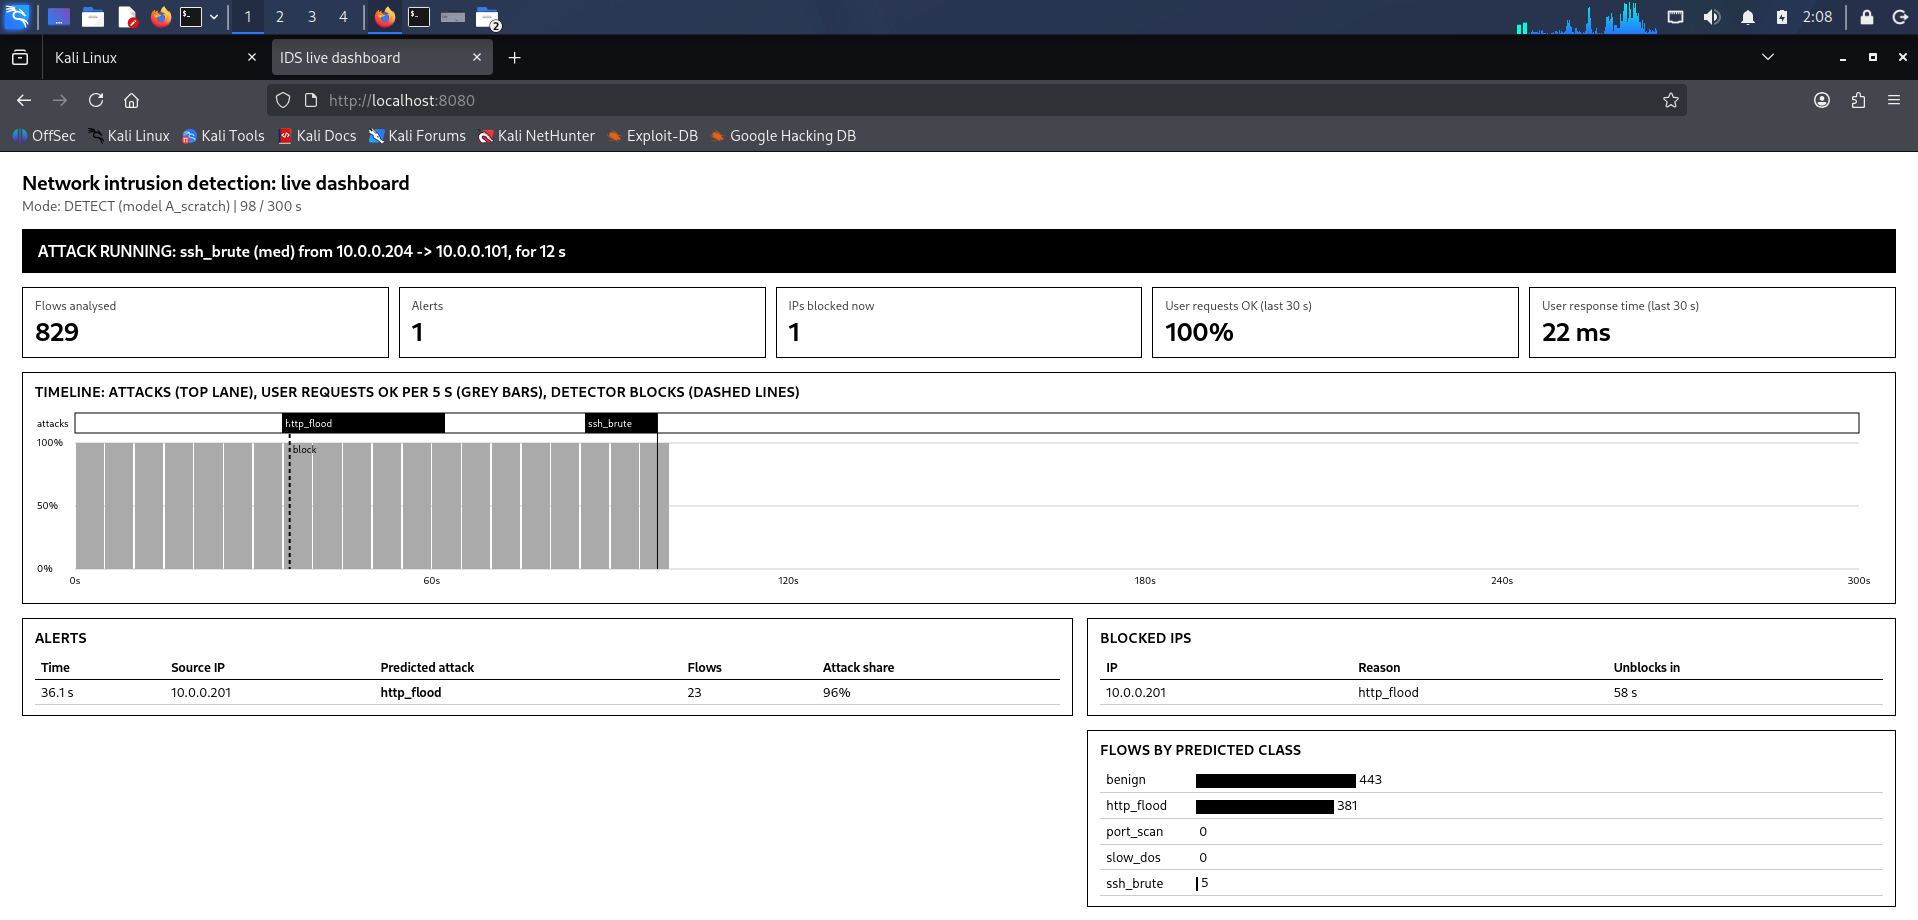 1 2 3 4 2 2:08
Kali Linux IDS live dashboard
http://localhost:8080
OffSec Kali Linux Kali Tools Kali Docs Kali Forums Kali NetHunter Exploit-DB Google Hacking DB
Network intrusion detection: live dashboard
Mode: DETECT (model A_scratch) | 98 / 300 s
ATTACK RUNNING: ssh_brute (med) from 10.0.0.204 -> 10.0.0.101, for 12 s
Flows analysed
829
Alerts
1
IPs blocked now
1
User requests OK (last 30 s)
100%
User response time (last 30 s)
22 ms
TIMELINE: ATTACKS (TOP LANE), USER REQUESTS OK PER 5 S (GREY BARS), DETECTOR BLOCKS (DASHED LINES)
attacks http_flood ssh_brute
100%
block
50%
0%
0s 60s 120s 180s 240s 300s
ALERTS
Time Source IP Predicted attack Flows Attack share
36.1 s 10.0.0.201 http_flood 23 96%
BLOCKED IPS
IP Reason Unblocks in
10.0.0.201 http_flood 58 s
FLOWS BY PREDICTED CLASS
benign 443
http_flood 381
port_scan 0
slow_dos 0
ssh_brute 5